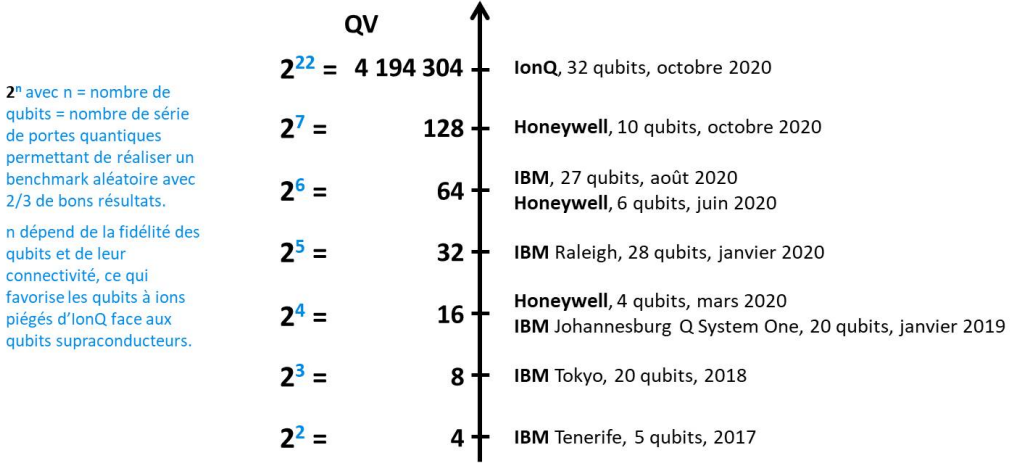 QV
2²² = 4 194 304 IonQ, 32 qubits, octobre 2020
2⁷ = 128 Honeywell, 10 qubits, octobre 2020
2⁶ = 64 IBM, 27 qubits, août 2020
Honeywell, 6 qubits, juin 2020
2⁵ = 32 IBM Raleigh, 28 qubits, janvier 2020
2⁴ = 16 Honeywell, 4 qubits, mars 2020
IBM Johannesburg Q System One, 20 qubits, janvier 2019
2³ = 8 IBM Tokyo, 20 qubits, 2018
2² = 4 IBM Tenerife, 5 qubits, 2017
2ⁿ avec n = nombre de
qubits = nombre de série
de portes quantiques
permettant de réaliser un
benchmark aléatoire avec
2/3 de bons résultats.
n dépend de la fidélité des
qubits et de leur
connectivité, ce qui
favorise les qubits à ions
piégés d'IonQ face aux
qubits supraconducteurs.